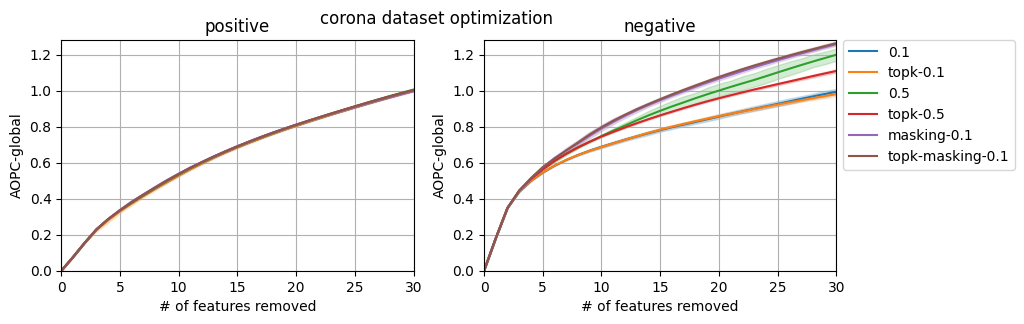 corona dataset optimization
positive
AOPC-global
1.2
1.0
0.8
0.6
0.4
0.2
0.0
0 5 10 15 20 25 30
# of features removed
negative
AOPC-global
1.2
1.0
0.8
0.6
0.4
0.2
0.0
0 5 10 15 20 25 30
# of features removed
0.1
topk-0.1
0.5
topk-0.5
masking-0.1
topk-masking-0.1